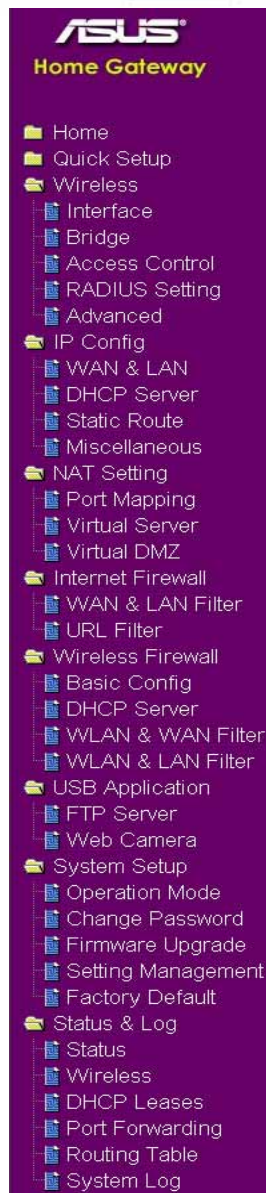 ASUS®
Home Gateway
Home
Quick Setup
Wireless
Interface
Bridge
Access Control
RADIUS Setting
Advanced
IP Config
WAN & LAN
DHCP Server
Static Route
Miscellaneous
NAT Setting
Port Mapping
Virtual Server
Virtual DMZ
Internet Firewall
WAN & LAN Filter
URL Filter
Wireless Firewall
Basic Config
DHCP Server
WLAN & WAN Filter
WLAN & LAN Filter
USB Application
FTP Server
Web Camera
System Setup
Operation Mode
Change Password
Firmware Upgrade
Setting Management
Factory Default
Status & Log
Status
Wireless
DHCP Leases
Port Forwarding
Routing Table
System Log